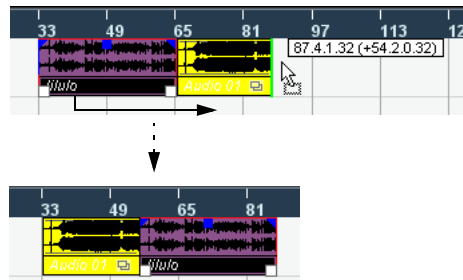 33 49 65 81 97 113 12
87.4.1.32 (+54.2.0.32)
lilulo Audio 01
33 49 65 81
Audio 01 lilulo